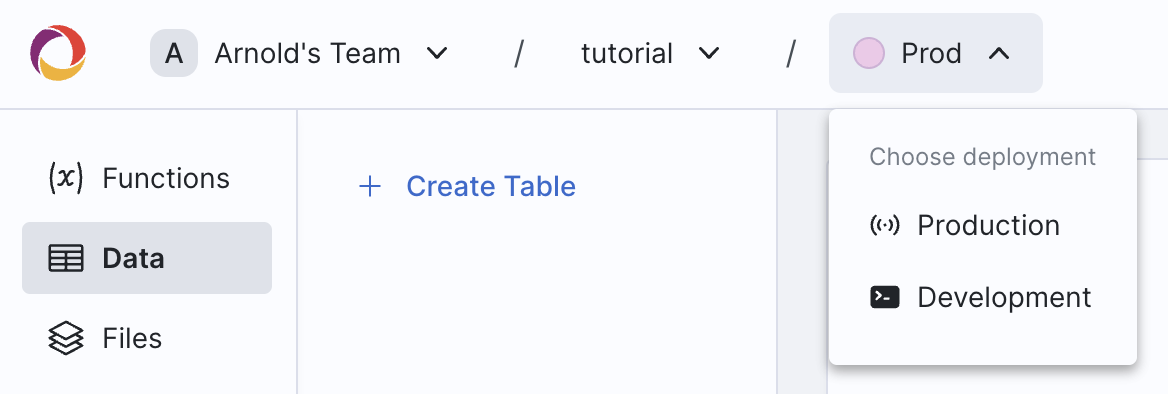 A Arnold's Team / tutorial / Prod
Choose deployment
Functions
+ Create Table
Production
Data
Development
Files